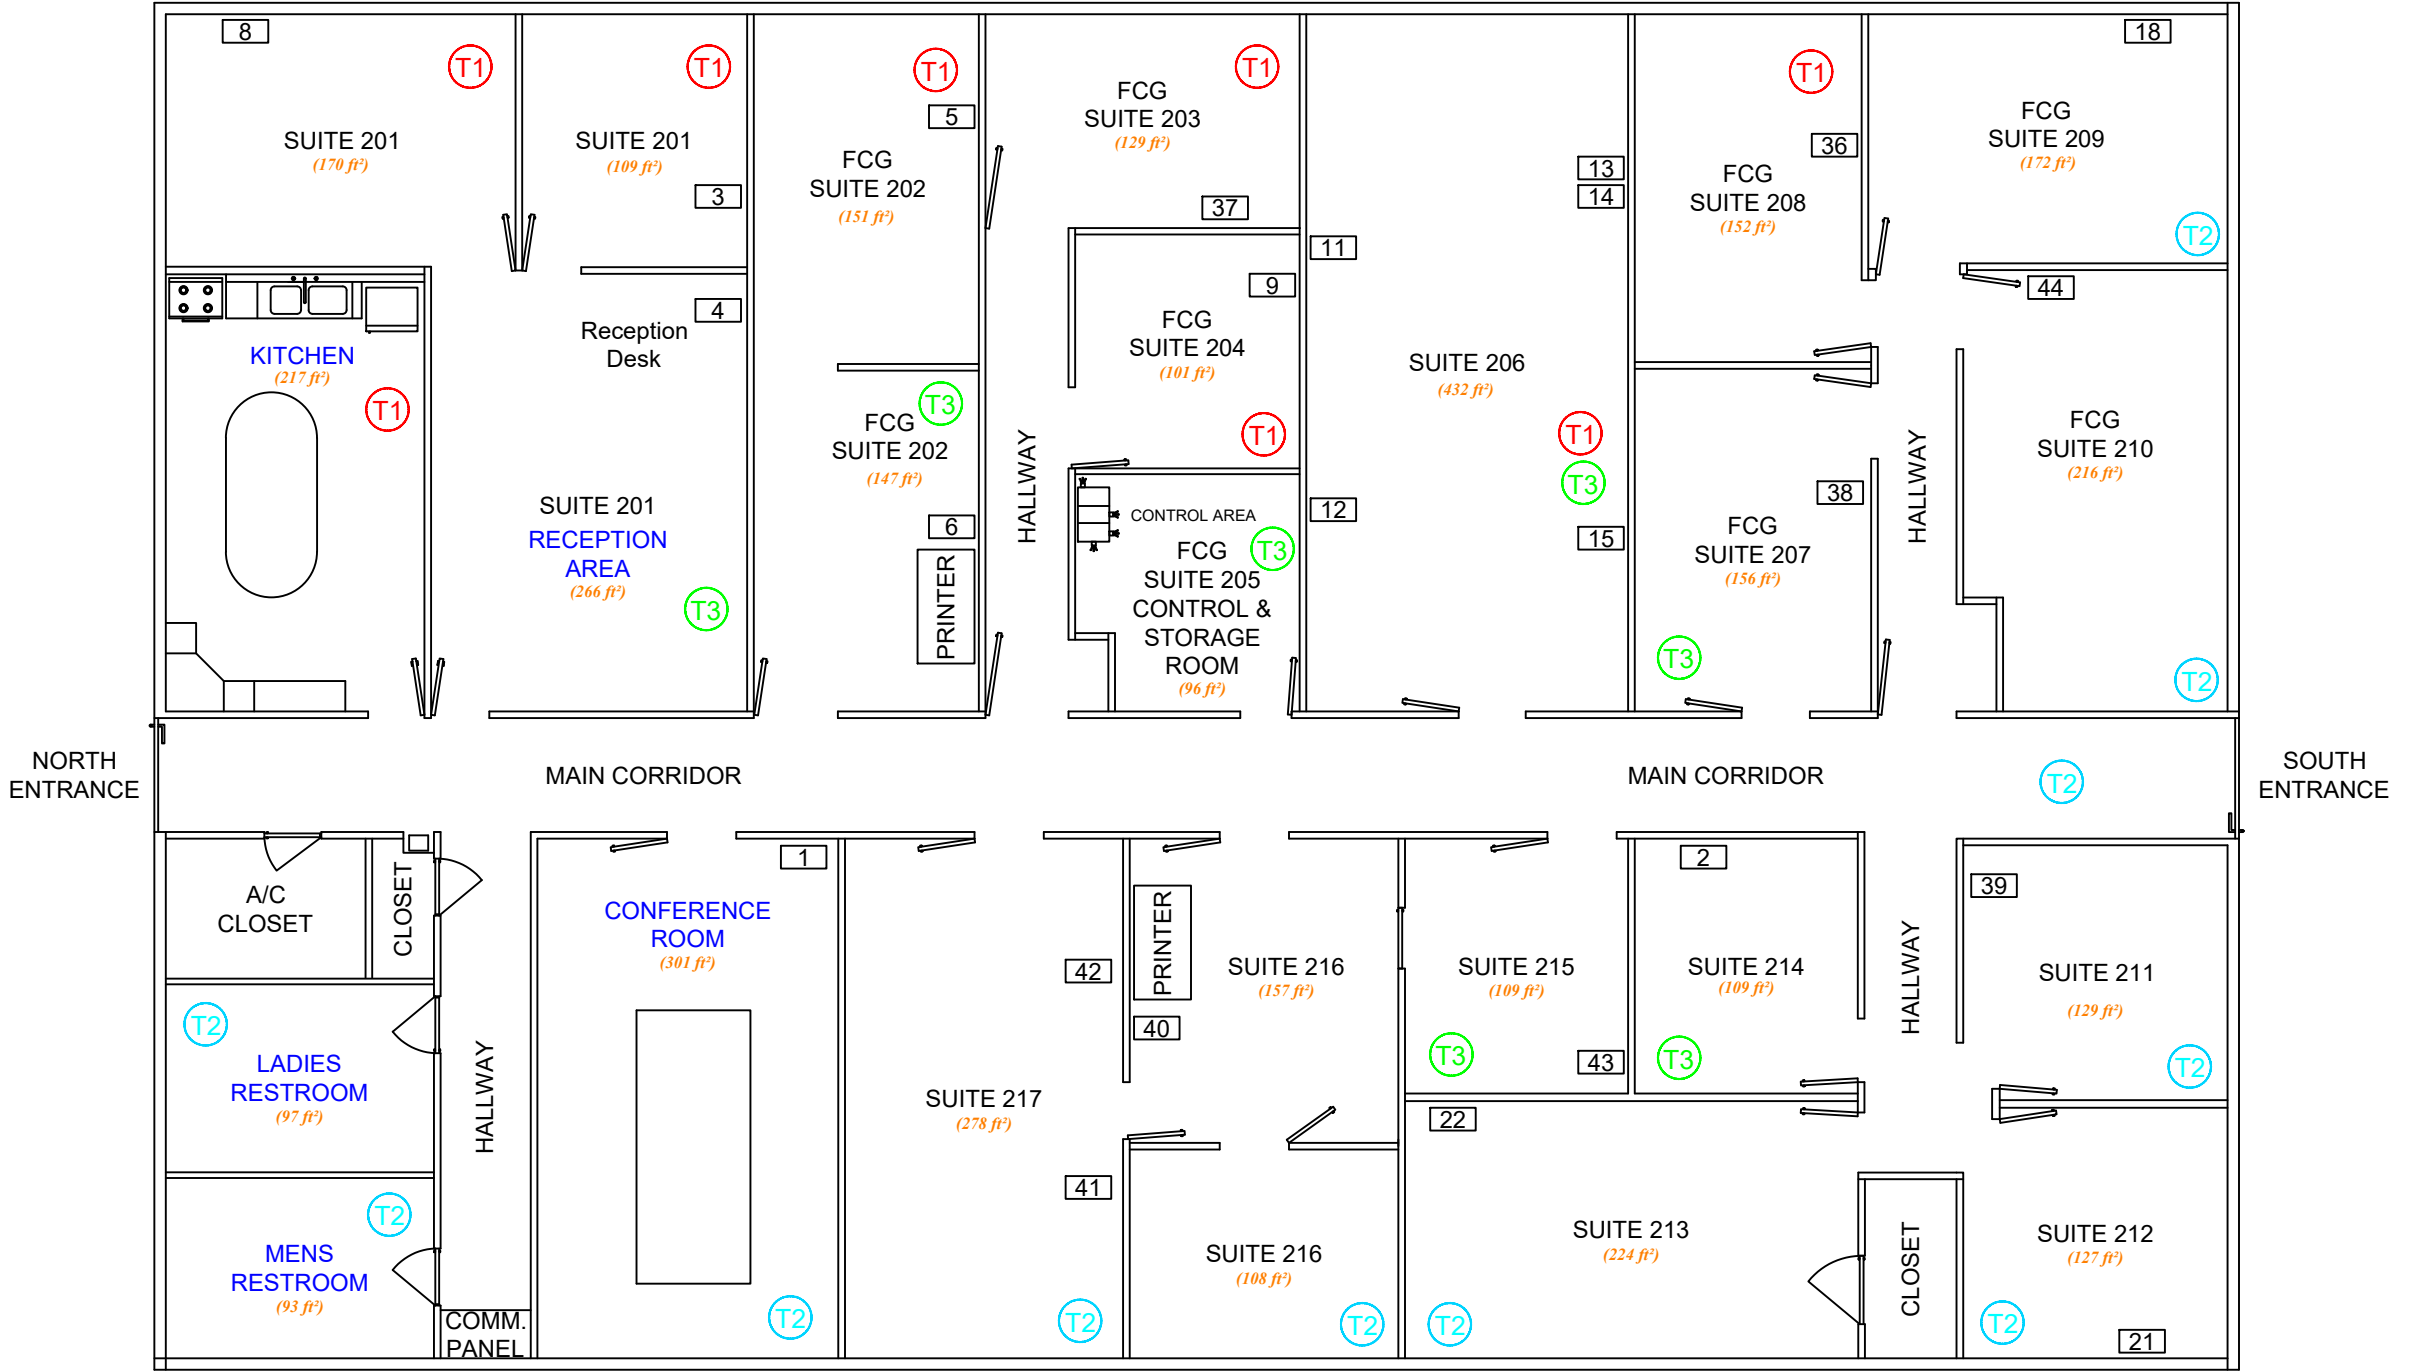 8
T1
SUITE 201
(170 ft²)
T1
SUITE 201
(109 ft²)
3
T1
5
FCG
SUITE 202
(151 ft²)
T1
FCG
SUITE 203
(129 ft²)
37
11
9
FCG
SUITE 204
(101 ft²)
T1
13
14
SUITE 206
(432 ft²)
T1
T3
12
15
T1
36
FCG
SUITE 208
(152 ft²)
18
FCG
SUITE 209
(172 ft²)
T2
44
KITCHEN
(217 ft²)
T1
4
Reception
Desk
SUITE 201
RECEPTION
AREA
(266 ft²)
T3
T3
FCG
SUITE 202
(147 ft²)
6
PRINTER
HALLWAY
CONTROL AREA
FCG
SUITE 205
CONTROL &
STORAGE
ROOM
(96 ft²)
T3
38
FCG
SUITE 207
(156 ft²)
T3
HALLWAY
FCG
SUITE 210
(216 ft²)
T2
NORTH
ENTRANCE
MAIN CORRIDOR
MAIN CORRIDOR
T2
SOUTH
ENTRANCE
A/C
CLOSET
CLOSET
T2
LADIES
RESTROOM
(97 ft²)
T2
MENS
RESTROOM
(93 ft²)
HALLWAY
COMM.
PANEL
1
CONFERENCE
ROOM
(301 ft²)
T2
42
SUITE 217
(278 ft²)
41
T2
PRINTER
40
SUITE 216
(157 ft²)
SUITE 216
(108 ft²)
T2
SUITE 215
(109 ft²)
T3
43
2
SUITE 214
(109 ft²)
T3
22
SUITE 213
(224 ft²)
T2
HALLWAY
CLOSET
39
SUITE 211
(129 ft²)
T2
SUITE 212
(127 ft²)
T2
21